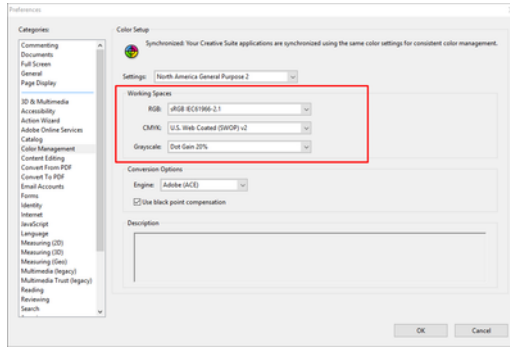 Preferences
Categories:
Commenting
Documents
Full Screen
General
Page Display
3D & Multimedia
Accessibility
Action Wizard
Adobe Online Services
Catalog
Color Management
Content Editing
Convert From PDF
Convert To PDF
Email Accounts
Forms
Identity
Internet
JavaScript
Language
Measuring (2D)
Measuring (3D)
Measuring (Geo)
Multimedia (legacy)
Multimedia Trust (legacy)
Reading
Reviewing
Search
Color Setup
Synchronized: Your Creative Suite applications are synchronized using the same color settings for consistent color management.
Settings: North America General Purpose 2
Working Spaces
RGB: sRGB IEC61966-2.1
CMYK: U.S. Web Coated (SWOP) v2
Grayscale: Dot Gain 20%
Conversion Options
Engine: Adobe (ACE)
Use black point compensation
Description
OK Cancel